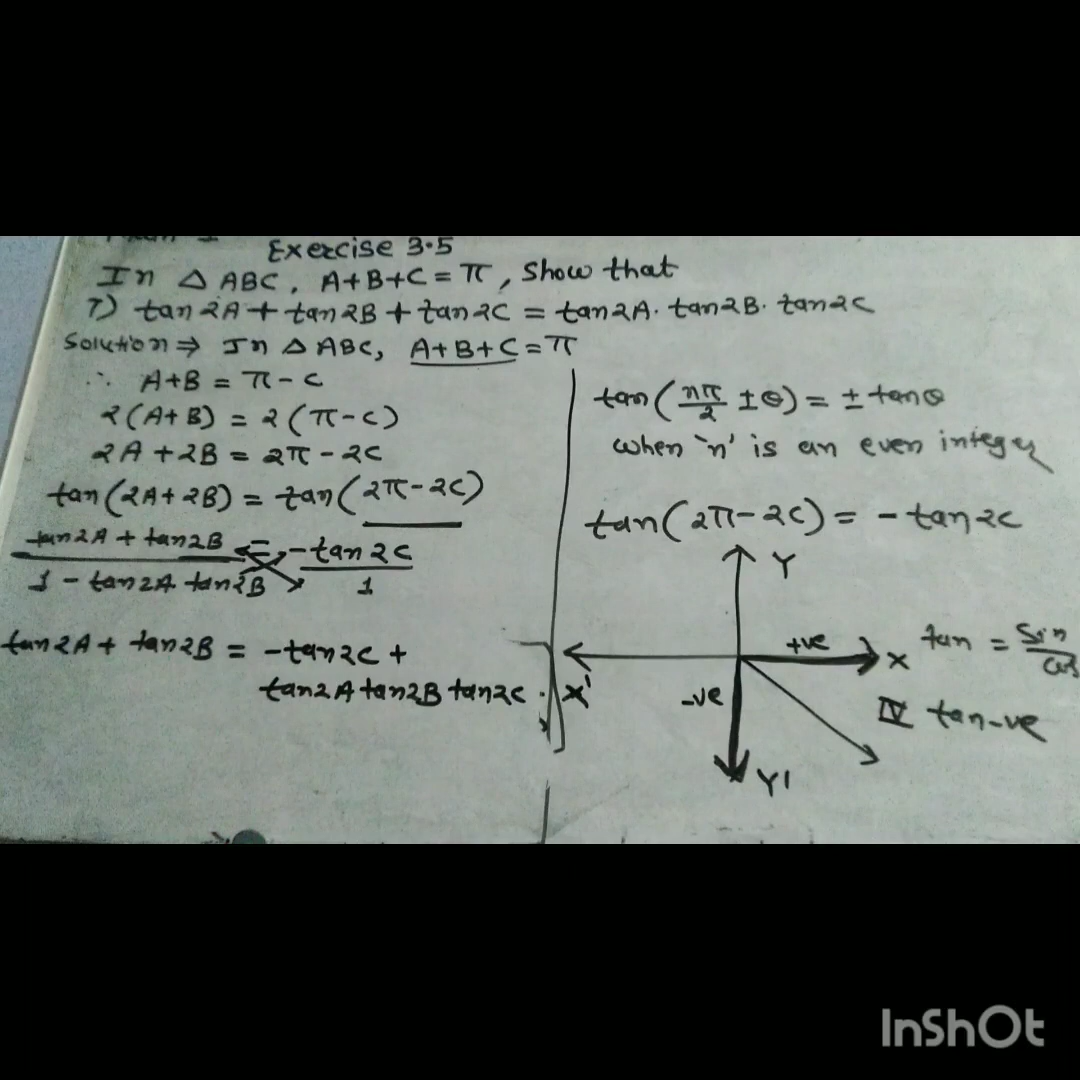 Exercise 3.5
In △ ABC, A+B+C = π, Show that
7) tan 2A + tan2B + tan2C = tan2A. tan2B. tan2C
Solution ⇒ In △ ABC, A+B+C = π
∴ A+B = π - C
2(A+B) = 2(π-C)
2A + 2B = 2π - 2C
tan(2A+2B) = tan(2π-2C)
tan2A + tan2B = -tan2C
1 - tan2A tan2B 1
tan2A + tan2B = -tan2C +
tan2A tan2B tan2C .
tan(nπ/2 ± θ) = ± tanθ
when 'n' is an even integer
tan(2π-2C) = -tan2C
Y
+ve X tan = Sin/cos
X' -ve IV tan-ve
Y1
InShOt